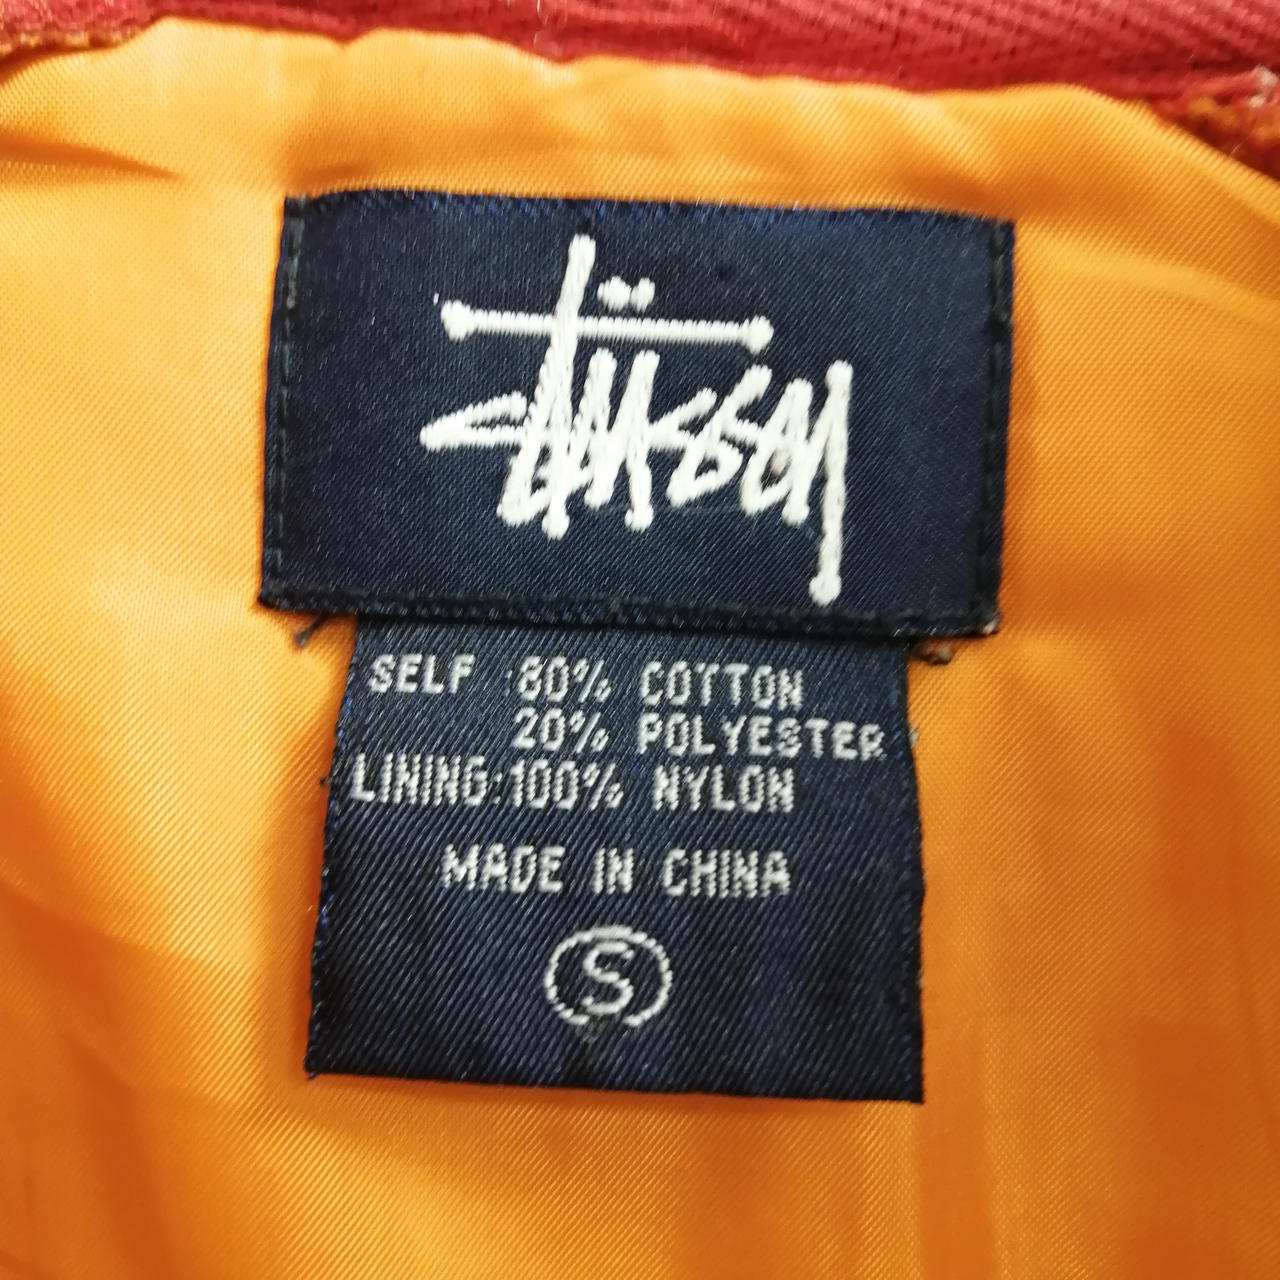 Stüssy
SELF :80% COTTON
20% POLYESTER
LINING:100% NYLON
MADE IN CHINA
S